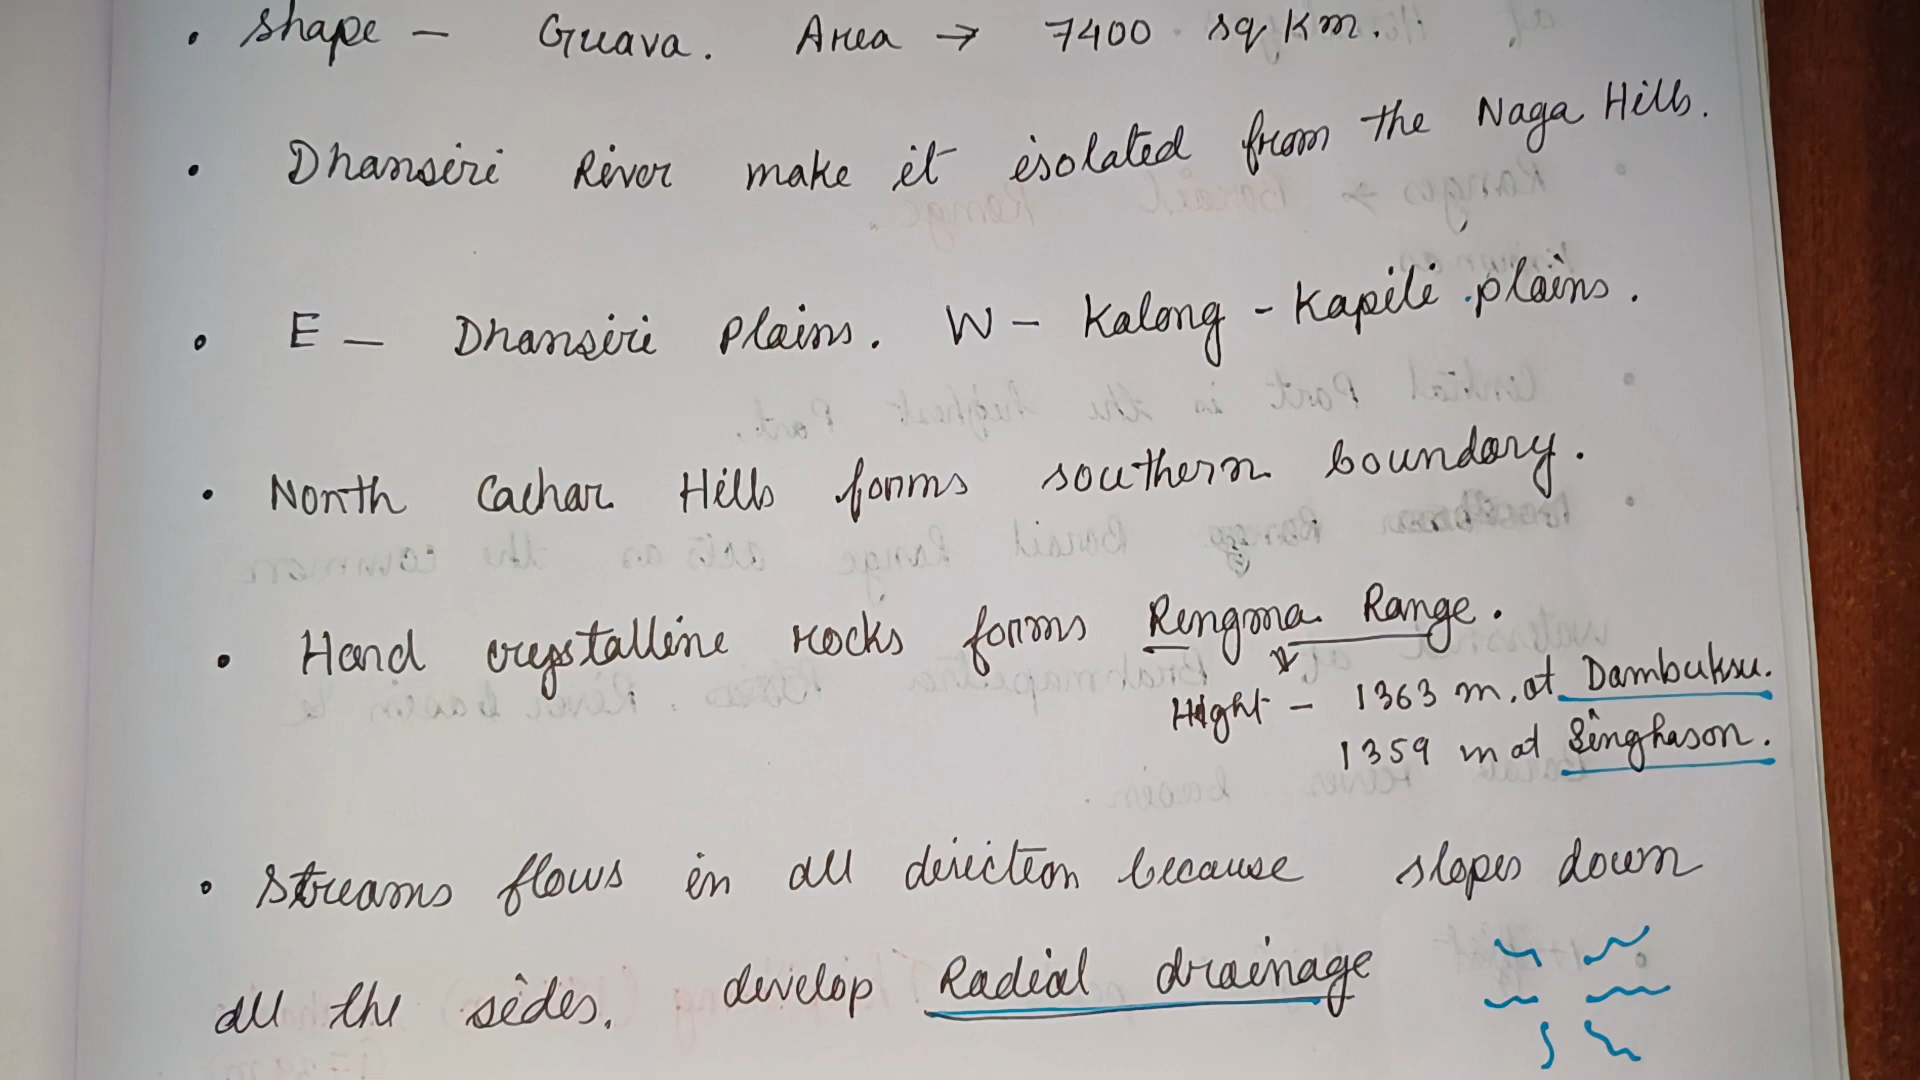 • Shape – Guava. Area → 7400 sq Km.
• Dhansiri River make it isolated from the Naga Hills.
• E – Dhansiri Plains. W – Kalong - Kapili plains.
• North Cachar Hills forms southern boundary.
• Hard crystalline rocks forms Rengma Range.
Hight – 1363 m. at Dambuksu.
1359 m at Singhason.
• Streams flows in all direction because slopes down
all the sides. develop Radial drainage